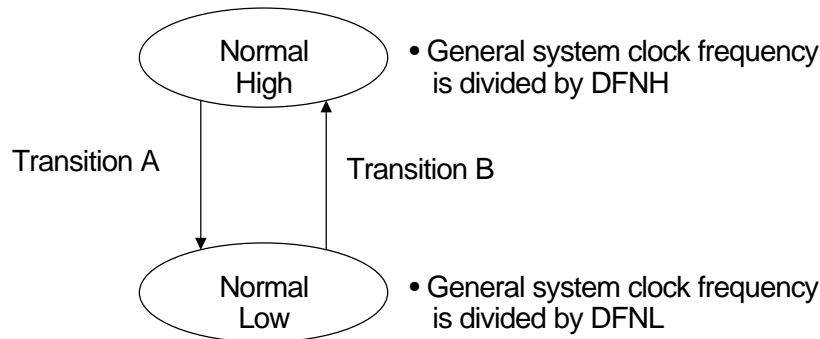 Normal
High
• General system clock frequency
is divided by DFNH
Transition A
Transition B
Normal
Low
• General system clock frequency
is divided by DFNL